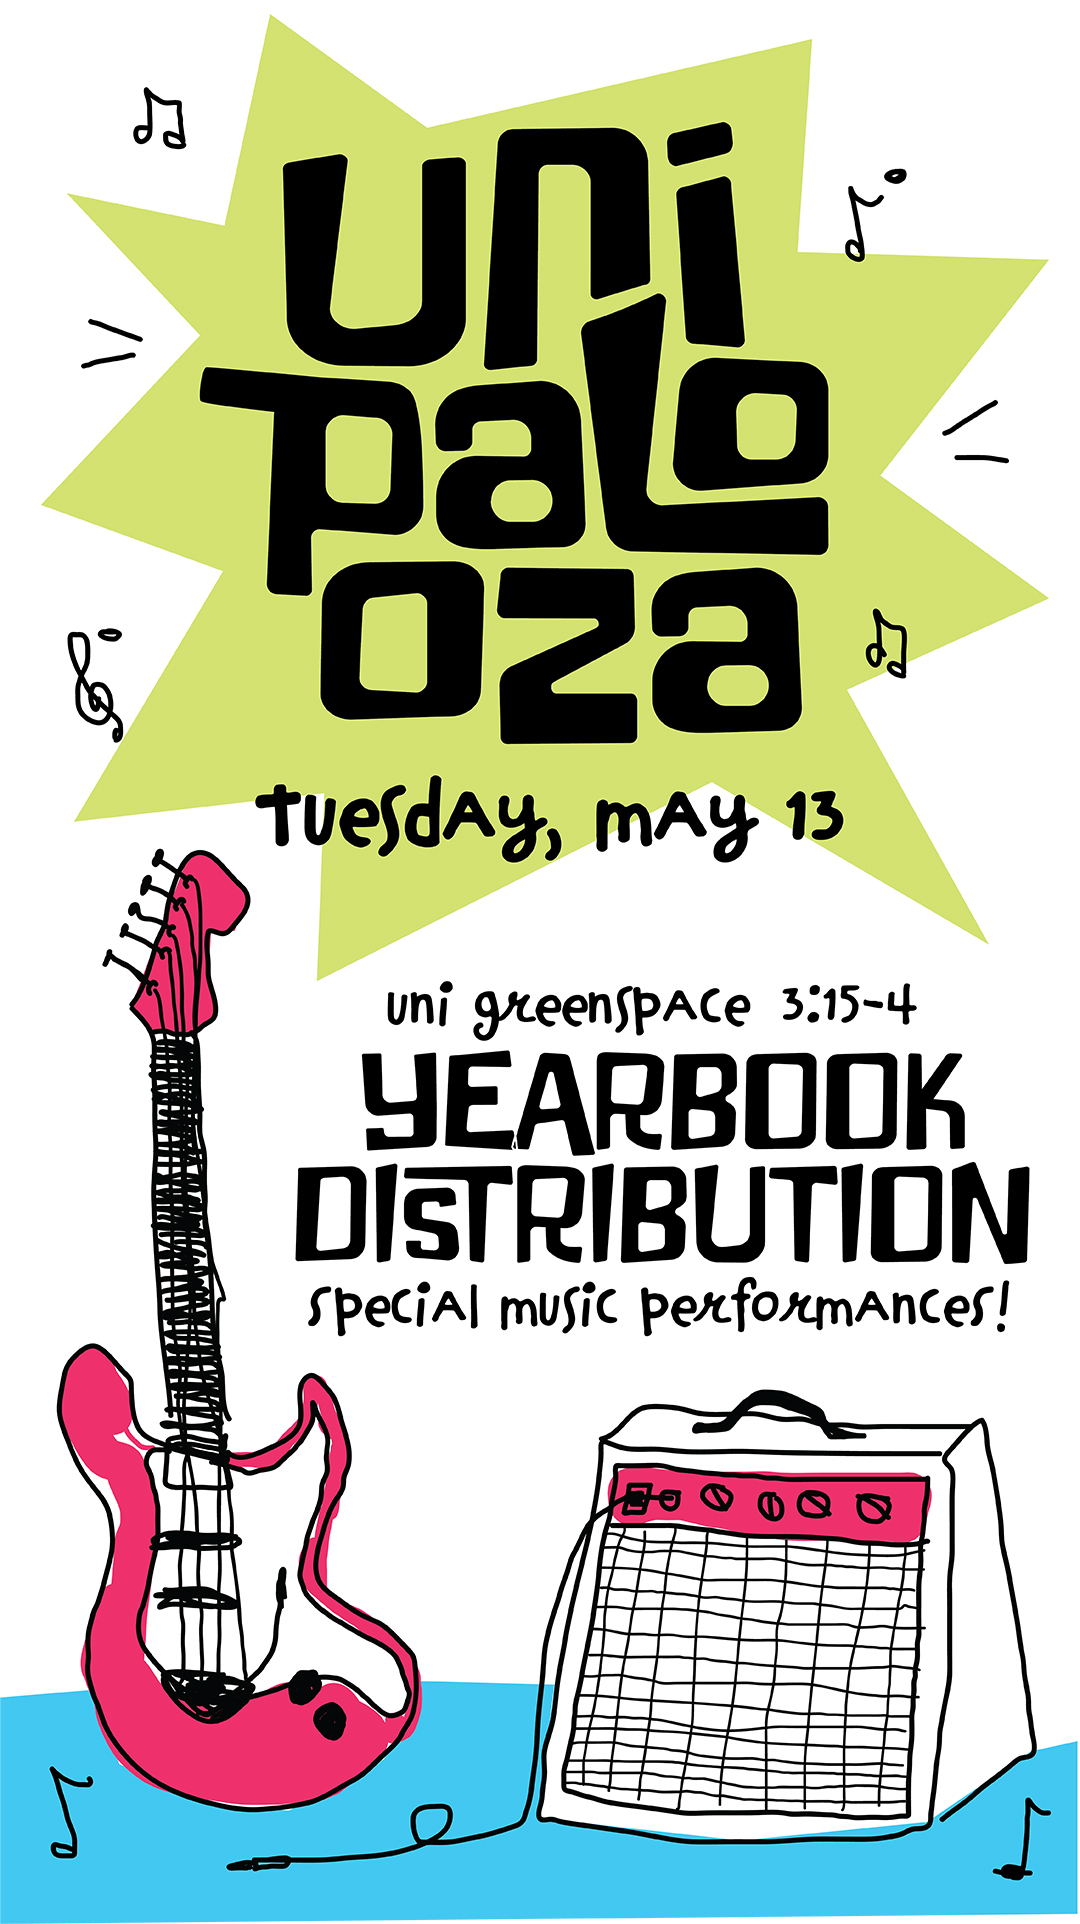 uni
palo
oza
tuesday, may 13
uni greenspace 3:15-4
YEARBOOK
DISTRIBUTION
special music performances!